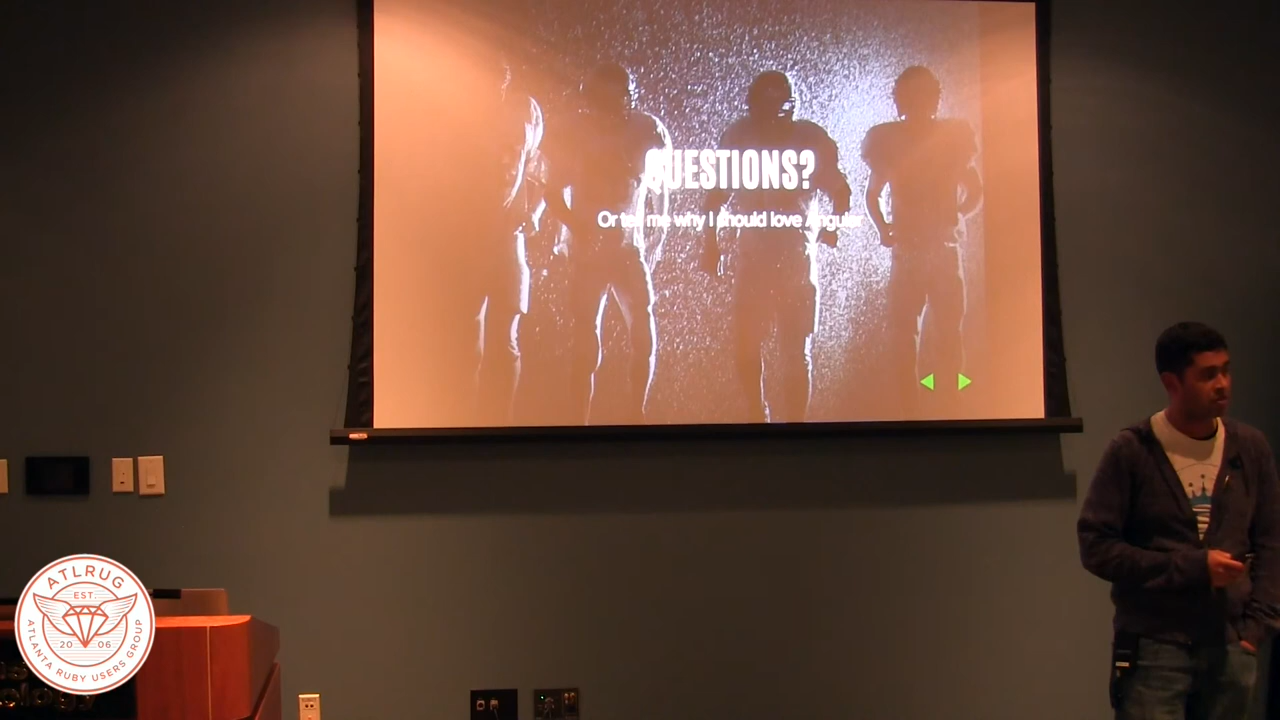 QUESTIONS?
Or tell me why I should love Angular
ATLRUG
EST.
20 06
ATLANTA RUBY USERS GROUP